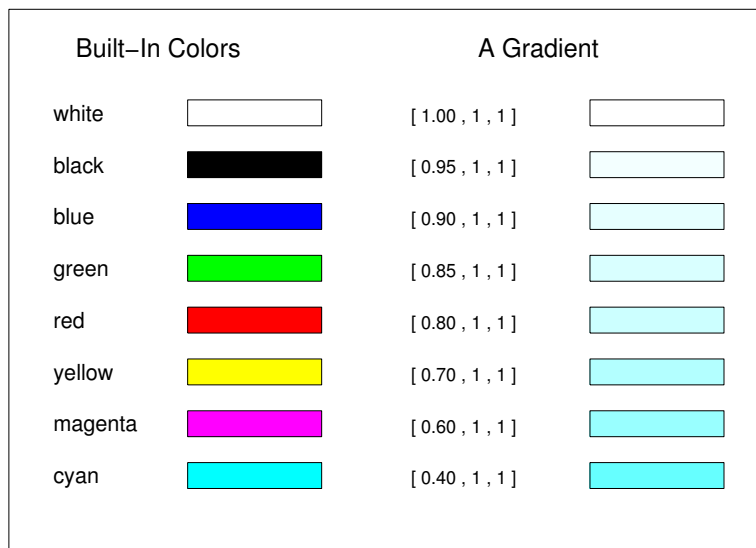 Built−In Colors
A Gradient
white [ 1.00 , 1 , 1 ]
black [ 0.95 , 1 , 1 ]
blue [ 0.90 , 1 , 1 ]
green [ 0.85 , 1 , 1 ]
red [ 0.80 , 1 , 1 ]
yellow [ 0.70 , 1 , 1 ]
magenta [ 0.60 , 1 , 1 ]
cyan [ 0.40 , 1 , 1 ]